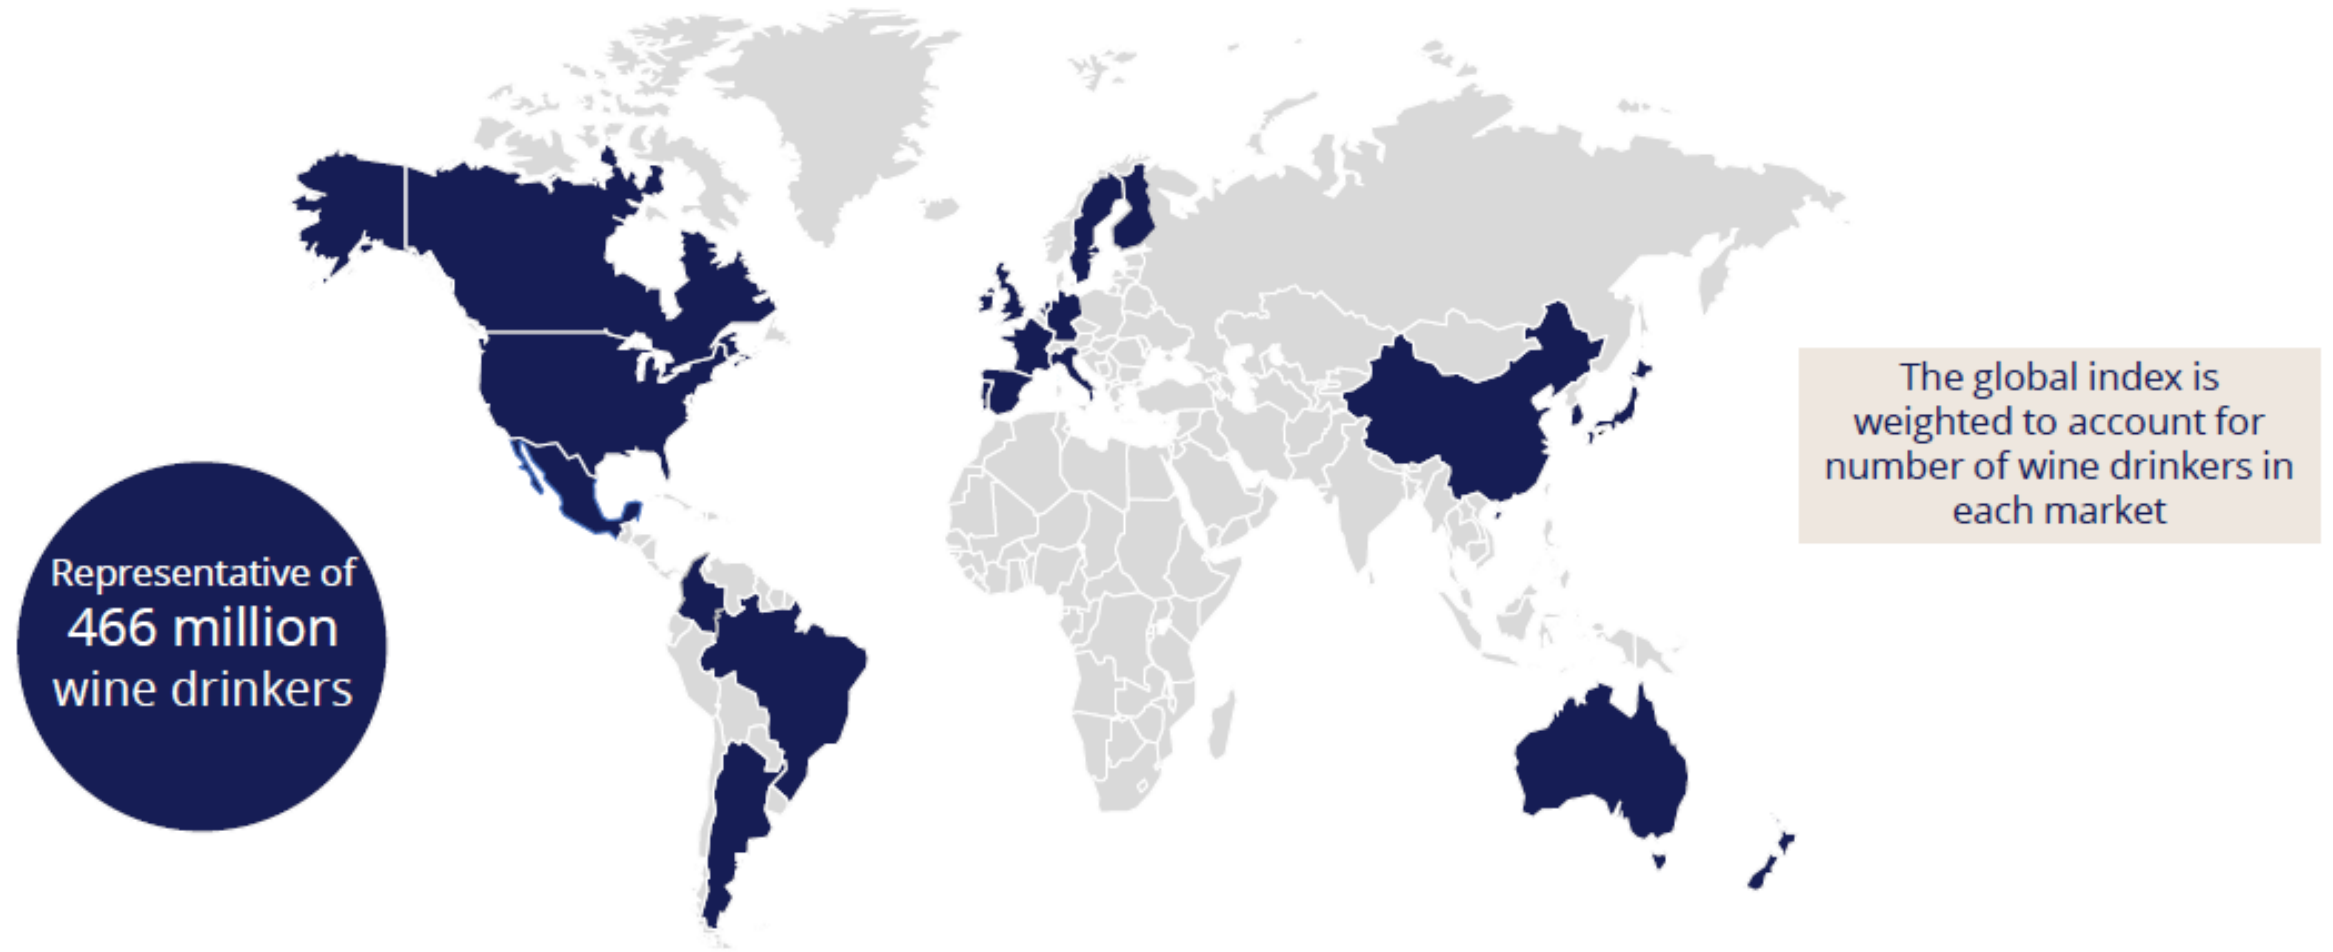 Representative of
466 million
wine drinkers
The global index is
weighted to account for
number of wine drinkers in
each market